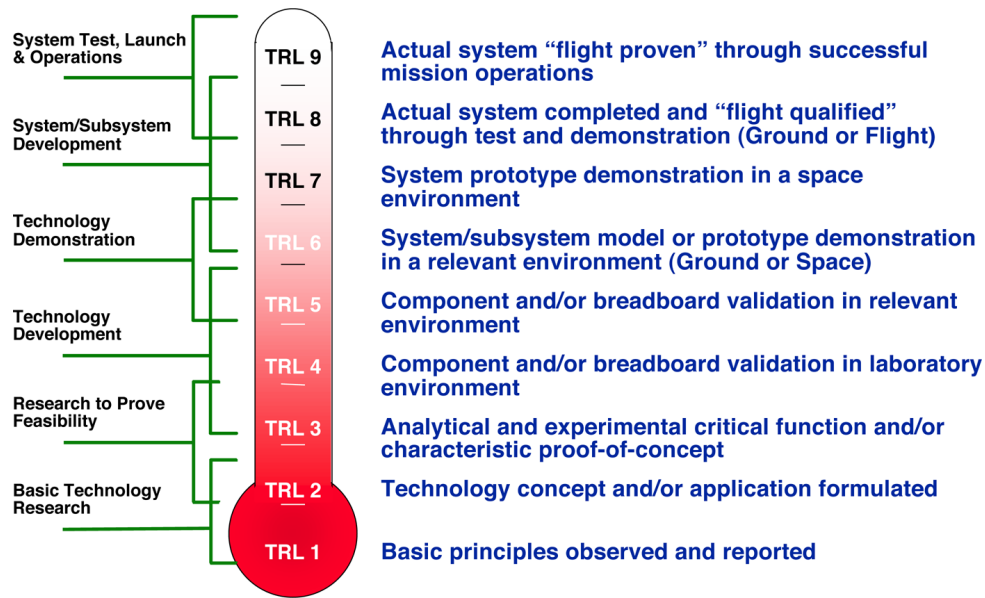 System Test, Launch
& Operations
System/Subsystem
Development
Technology
Demonstration
Technology
Development
Research to Prove
Feasibility
Basic Technology
Research
TRL 9
TRL 8
TRL 7
TRL 6
TRL 5
TRL 4
TRL 3
TRL 2
TRL 1
Actual system “flight proven” through successful
mission operations
Actual system completed and “flight qualified”
through test and demonstration (Ground or Flight)
System prototype demonstration in a space
environment
System/subsystem model or prototype demonstration
in a relevant environment (Ground or Space)
Component and/or breadboard validation in relevant
environment
Component and/or breadboard validation in laboratory
environment
Analytical and experimental critical function and/or
characteristic proof-of-concept
Technology concept and/or application formulated
Basic principles observed and reported